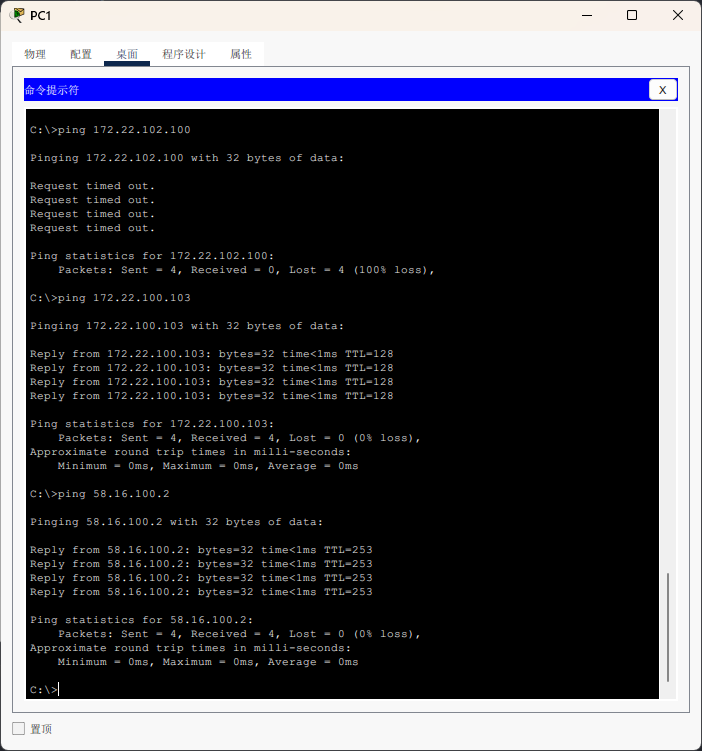 PC1
物理 配置 桌面 程序设计 属性
命令提示符 X
C:\>ping 172.22.102.100
Pinging 172.22.102.100 with 32 bytes of data:
Request timed out.
Request timed out.
Request timed out.
Request timed out.
Ping statistics for 172.22.102.100:
Packets: Sent = 4, Received = 0, Lost = 4 (100% loss),
C:\>ping 172.22.100.103
Pinging 172.22.100.103 with 32 bytes of data:
Reply from 172.22.100.103: bytes=32 time<1ms TTL=128
Reply from 172.22.100.103: bytes=32 time<1ms TTL=128
Reply from 172.22.100.103: bytes=32 time<1ms TTL=128
Reply from 172.22.100.103: bytes=32 time<1ms TTL=128
Ping statistics for 172.22.100.103:
Packets: Sent = 4, Received = 4, Lost = 0 (0% loss),
Approximate round trip times in milli-seconds:
Minimum = 0ms, Maximum = 0ms, Average = 0ms
C:\>ping 58.16.100.2
Pinging 58.16.100.2 with 32 bytes of data:
Reply from 58.16.100.2: bytes=32 time<1ms TTL=253
Reply from 58.16.100.2: bytes=32 time<1ms TTL=253
Reply from 58.16.100.2: bytes=32 time<1ms TTL=253
Reply from 58.16.100.2: bytes=32 time<1ms TTL=253
Ping statistics for 58.16.100.2:
Packets: Sent = 4, Received = 4, Lost = 0 (0% loss),
Approximate round trip times in milli-seconds:
Minimum = 0ms, Maximum = 0ms, Average = 0ms
C:\>
置顶